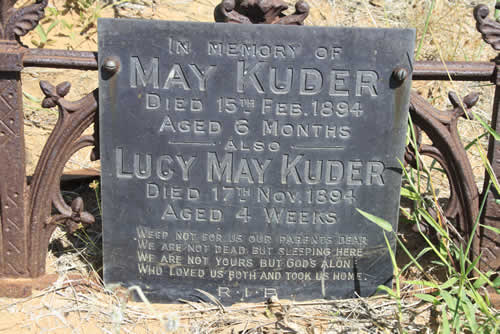 In Memory of
May Kuder
Died 15th Feb. 1894
Aged 6 Months
Also
Lucy May Kuder
Died 17th Nov. 1894
Aged 4 Weeks
Weep not for us our parents dear
We are not dead but sleeping here
We are not yours but God's alon
Who loved us both and took us home.
R.I.P.